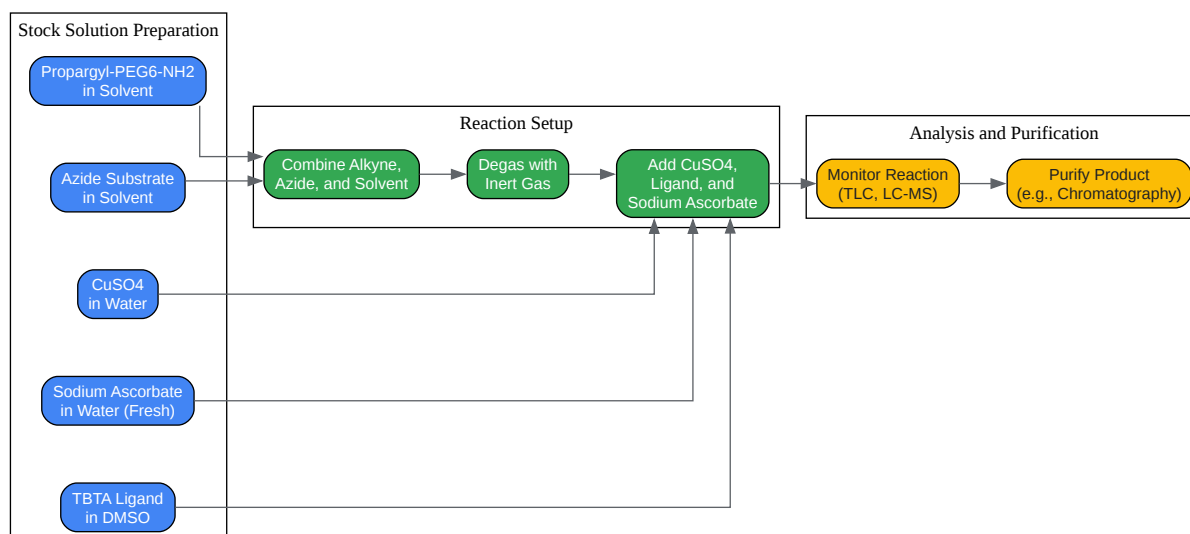 Stock Solution Preparation
Propargyl-PEG6-NH2
in Solvent
Azide Substrate
in Solvent
CuSO4
in Water
Sodium Ascorbate
in Water (Fresh)
TBTA Ligand
in DMSO
Reaction Setup
Combine Alkyne,
Azide, and Solvent
Degas with
Inert Gas
Add CuSO4,
Ligand, and
Sodium Ascorbate
Analysis and Purification
Monitor Reaction
(TLC, LC-MS)
Purify Product
(e.g., Chromatography)